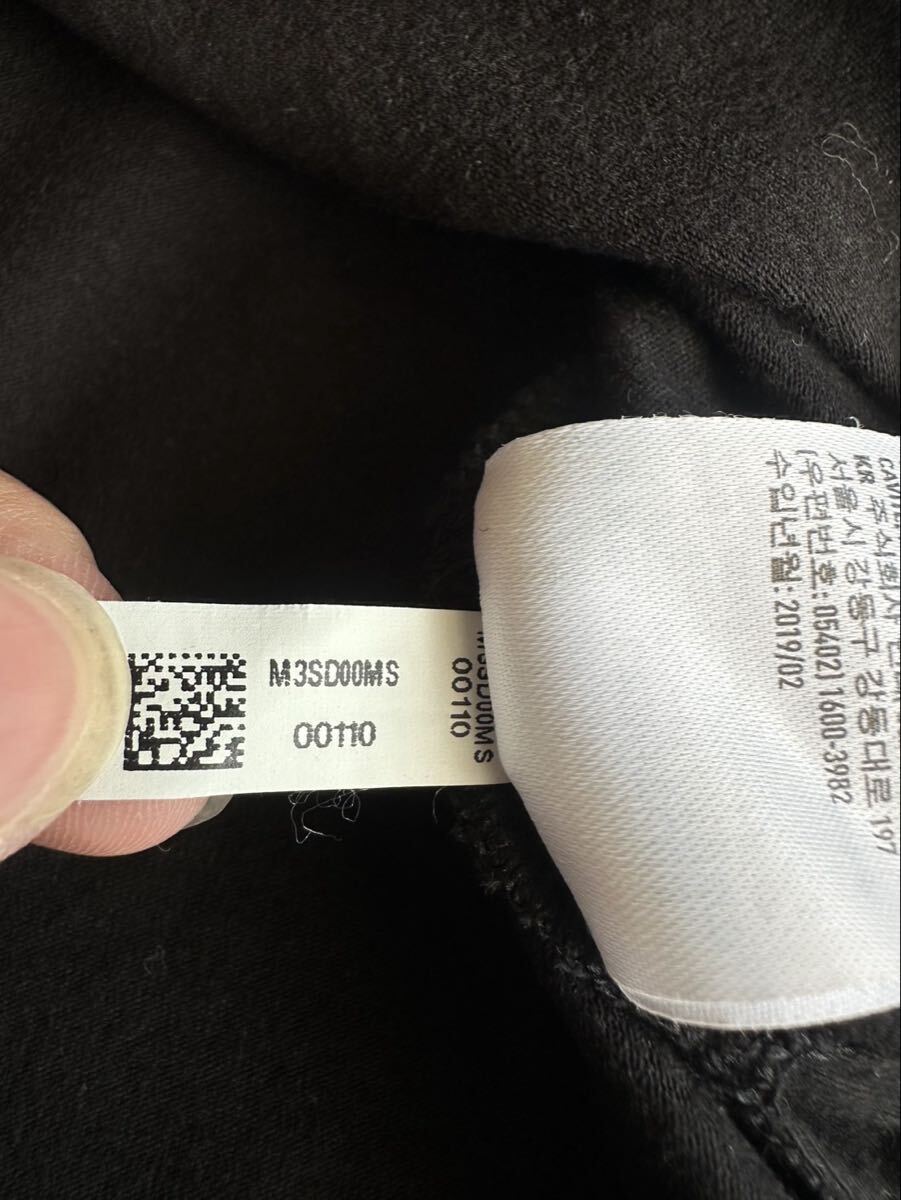 M3SD00MS
00110
M3SD00MS
00110
KR 주식회사
서울시 강동구 강동대로 197
(우편번호: 05402) 1600-3982
수입년월: 2019/02